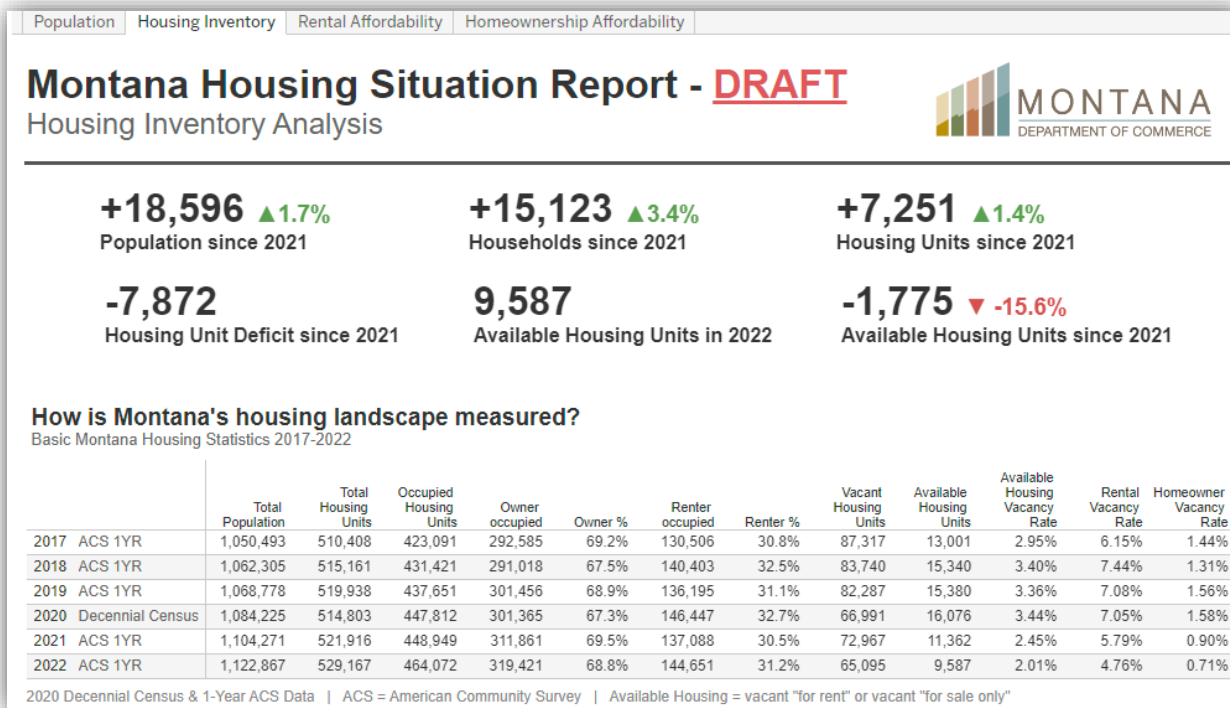 Population Housing Inventory Rental Affordability Homeownership Affordability
Montana Housing Situation Report - DRAFT
Housing Inventory Analysis
MONTANA
DEPARTMENT OF COMMERCE
+18,596 ▲1.7% +15,123 ▲3.4% +7,251 ▲1.4%
Population since 2021 Households since 2021 Housing Units since 2021
-7,872 9,587 -1,775 ▼ -15.6%
Housing Unit Deficit since 2021 Available Housing Units in 2022 Available Housing Units since 2021
How is Montana's housing landscape measured?
Basic Montana Housing Statistics 2017-2022
Available
Total Occupied Vacant Available Housing Rental Homeowner
Total Housing Housing Owner Renter Housing Housing Vacancy Vacancy Vacancy
Population Units Units occupied Owner % occupied Renter % Units Units Rate Rate Rate
2017 ACS 1YR 1,050,493 510,408 423,091 292,585 69.2% 130,506 30.8% 87,317 13,001 2.95% 6.15% 1.44%
2018 ACS 1YR 1,062,305 515,161 431,421 291,018 67.5% 140,403 32.5% 83,740 15,340 3.40% 7.44% 1.31%
2019 ACS 1YR 1,068,778 519,938 437,651 301,456 68.9% 136,195 31.1% 82,287 15,380 3.36% 7.08% 1.56%
2020 Decennial Census 1,084,225 514,803 447,812 301,365 67.3% 146,447 32.7% 66,991 16,076 3.44% 7.05% 1.58%
2021 ACS 1YR 1,104,271 521,916 448,949 311,861 69.5% 137,088 30.5% 72,967 11,362 2.45% 5.79% 0.90%
2022 ACS 1YR 1,122,867 529,167 464,072 319,421 68.8% 144,651 31.2% 65,095 9,587 2.01% 4.76% 0.71%
2020 Decennial Census & 1-Year ACS Data | ACS = American Community Survey | Available Housing = vacant "for rent" or vacant "for sale only"